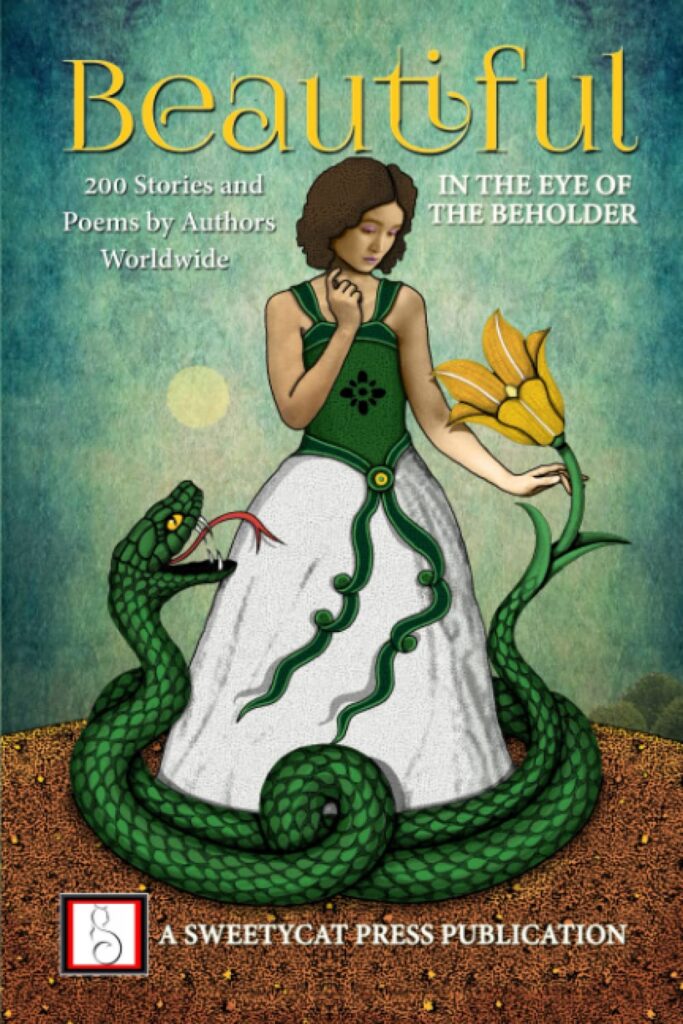 Beautiful
200 Stories and
Poems by Authors
Worldwide
IN THE EYE OF
THE BEHOLDER
A SWEETYCAT PRESS PUBLICATION